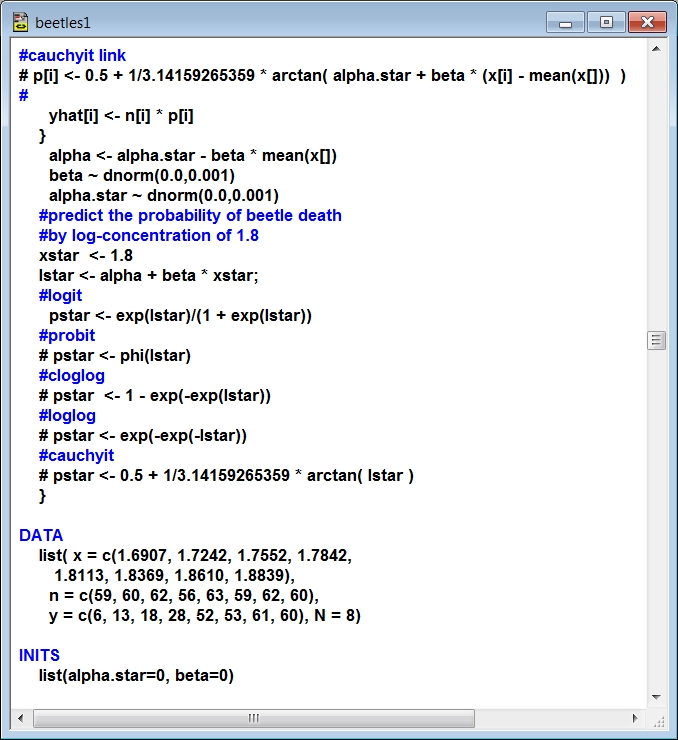 beetles1
#cauchyit link
# p[i] <- 0.5 + 1/3.14159265359 * arctan( alpha.star + beta * (x[i] - mean(x[]))  )
#
yhat[i] <- n[i] * p[i]
}
alpha <- alpha.star - beta * mean(x[])
beta ~ dnorm(0.0,0.001)
alpha.star ~ dnorm(0.0,0.001)
#predict the probability of beetle death
#by log-concentration of 1.8
xstar  <- 1.8
lstar <- alpha + beta * xstar;
#logit
pstar <- exp(lstar)/(1 + exp(lstar))
#probit
# pstar <- phi(lstar)
#cloglog
# pstar  <- 1 - exp(-exp(lstar))
#loglog
# pstar <- exp(-exp(-lstar))
#cauchyit
# pstar <- 0.5 + 1/3.14159265359 * arctan( lstar )
}
DATA
list( x = c(1.6907, 1.7242, 1.7552, 1.7842,
1.8113, 1.8369, 1.8610, 1.8839),
n = c(59, 60, 62, 56, 63, 59, 62, 60),
y = c(6, 13, 18, 28, 52, 53, 61, 60), N = 8)
INITS
list(alpha.star=0, beta=0)